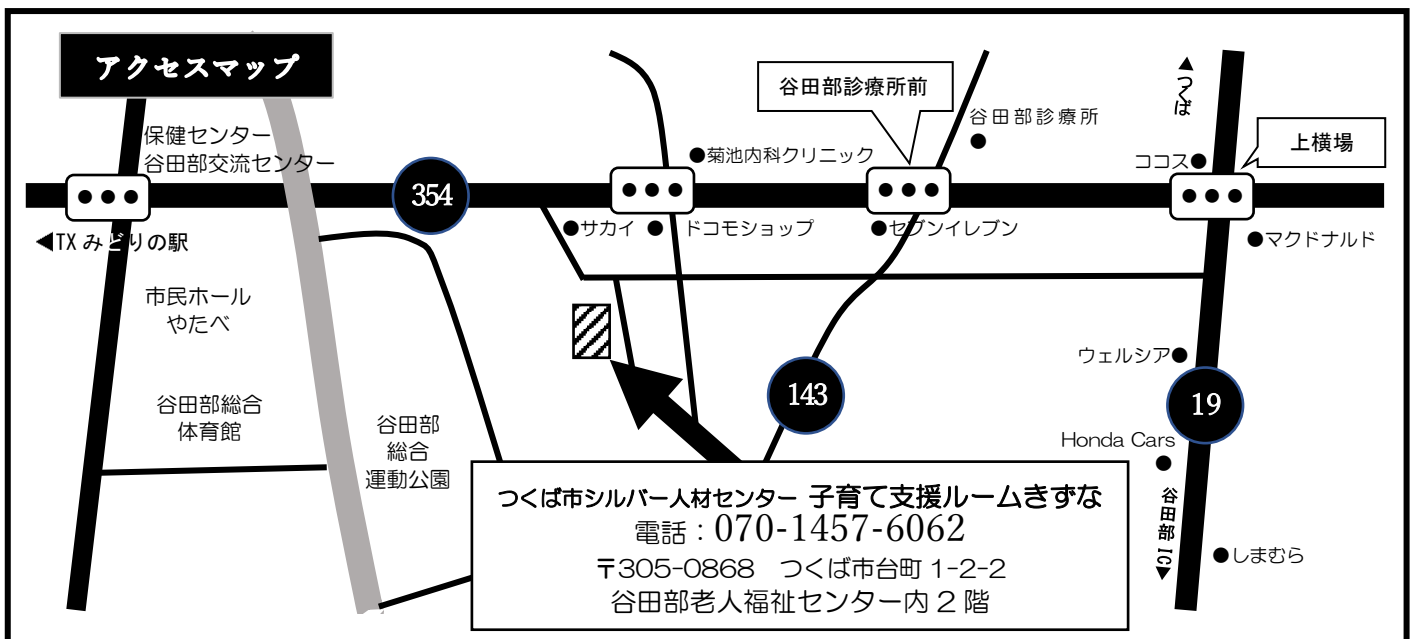 アクセスマップ
保健センター
谷田部交流センター
354
◀TX みどりの駅
市民ホール
やたべ
谷田部総合
体育館
谷田部
総合
運動公園
●菊池内科クリニック
●サカイ
● ドコモショップ
谷田部診療所前
谷田部診療所
●
●セブンイレブン
143
▲つくば
ココス●
上横場
●マクドナルド
ウェルシア●
19
Honda Cars
●
谷田部IC▼
●しまむら
つくば市シルバー人材センター 子育て支援ルームきずな
電話:070-1457-6062
〒305-0868 つくば市台町 1-2-2
谷田部老人福祉センター内 2 階